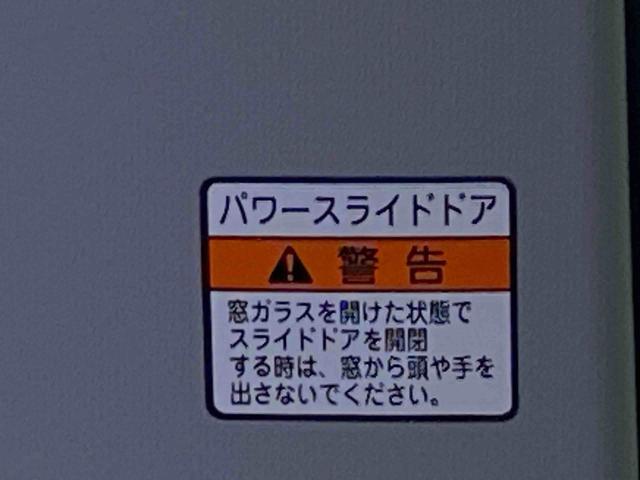 パワースライドドア
警告
窓ガラスを開けた状態で
スライドドアを開閉
する時は、窓から頭や手を
出さないでください。